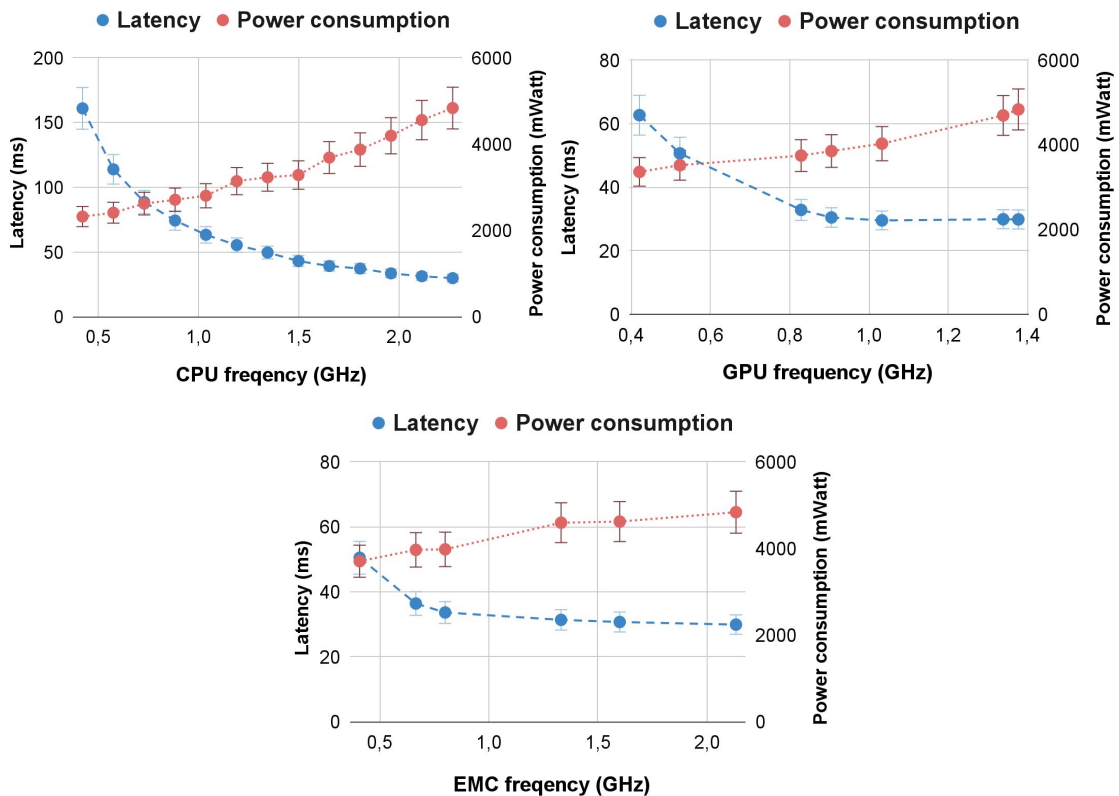 Latency Power consumption
200
150
100
50
0
6000
4000
2000
0
Latency (ms)
Power consumption (mWatt)
0,5 1,0 1,5 2,0
CPU freqency (GHz)
Latency Power consumption
80
60
40
20
0
6000
4000
2000
0
Latency (ms)
Power consumption (mWatt)
0,4 0,6 0,8 1,0 1,2 1,4
GPU frequency (GHz)
Latency Power consumption
80
60
40
20
0
6000
4000
2000
0
Latency (ms)
Power consumption (mWatt)
0,5 1,0 1,5 2,0
EMC freqency (GHz)